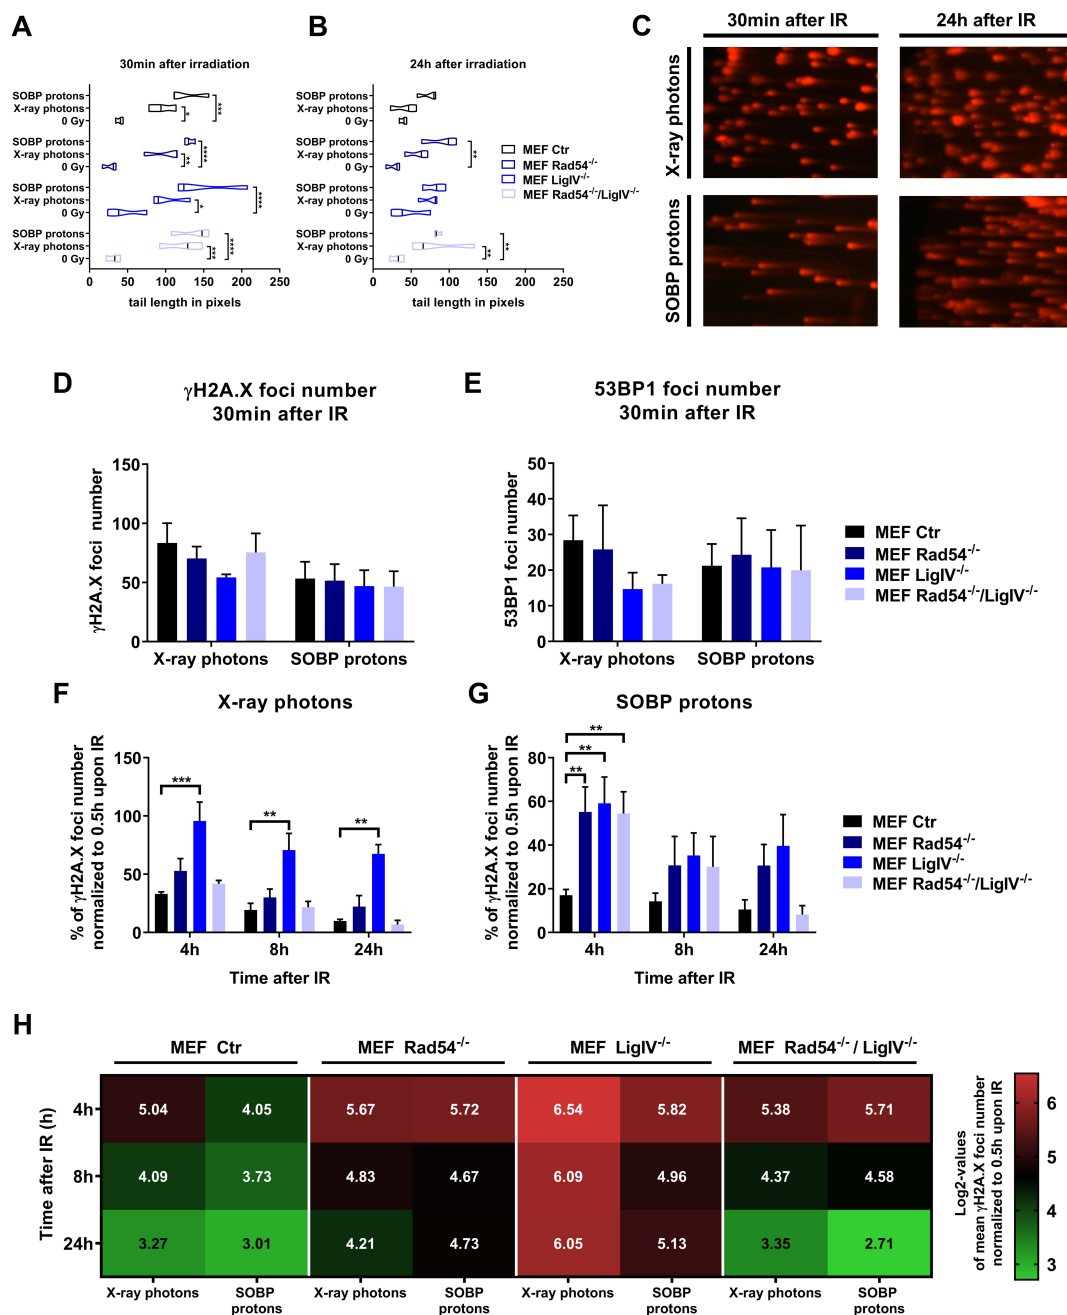 A
B
C
30min after irradiation
24h after irradiation
30min after IR
24h after IR
SOBP protons
X-ray photons
0 Gy
SOBP protons
X-ray photons
0 Gy
SOBP protons
X-ray photons
0 Gy
SOBP protons
X-ray photons
0 Gy
* ***
** ****
* ****
*** ****
0 50 100 150 200 250
tail length in pixels
SOBP protons
X-ray photons
0 Gy
SOBP protons
X-ray photons
0 Gy
SOBP protons
X-ray photons
0 Gy
SOBP protons
X-ray photons
0 Gy
**
** **
0 50 100 150 200 250
tail length in pixels
MEF Ctr
MEF Rad54-/-
MEF LigIV-/-
MEF Rad54-/-/LigIV-/-
X-ray photons
SOBP protons
D
γH2A.X foci number
30min after IR
γH2A.X foci number
150
100
50
0
X-ray photons
SOBP protons
E
53BP1 foci number
30min after IR
53BP1 foci number
50
40
30
20
10
0
X-ray photons
SOBP protons
MEF Ctr
MEF Rad54-/-
MEF LigIV-/-
MEF Rad54-/-/LigIV-/-
F
X-ray photons
% of γH2A.X foci number
normalized to 0.5h upon IR
150
100
50
0
***
**
**
4h 8h 24h
Time after IR
G
SOBP protons
% of γH2A.X foci number
normalized to 0.5h upon IR
80
60
40
20
0
**
**
**
4h 8h 24h
Time after IR
MEF Ctr
MEF Rad54-/-
MEF LigIV-/-
MEF Rad54-/-/LigIV-/-
H
MEF Ctr MEF Rad54-/- MEF LigIV-/- MEF Rad54-/- / LigIV-/-
Time after IR (h)
4h 5.04 4.05 5.67 5.72 6.54 5.82 5.38 5.71
8h 4.09 3.73 4.83 4.67 6.09 4.96 4.37 4.58
24h 3.27 3.01 4.21 4.73 6.05 5.13 3.35 2.71
X-ray photons SOBP protons X-ray photons SOBP protons X-ray photons SOBP protons X-ray photons SOBP protons
Log2-values
of mean γH2A.X foci number
normalized to 0.5h upon IR
6
5
4
3